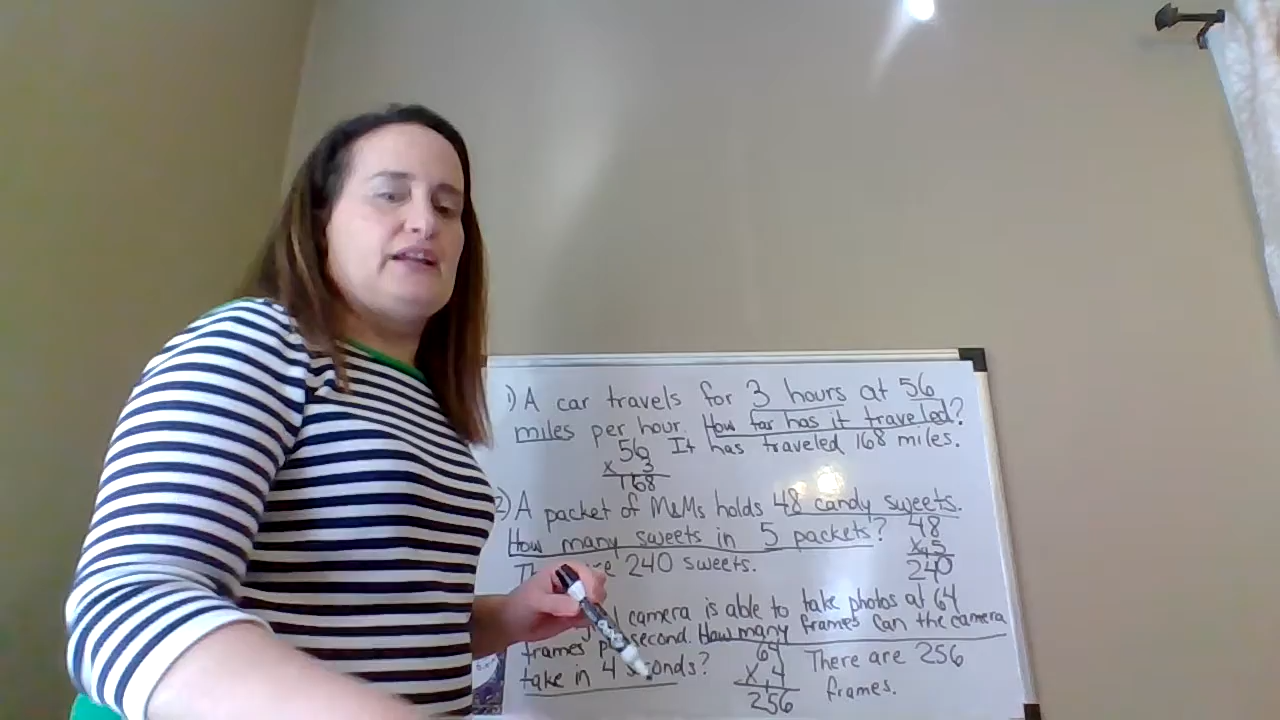 1) A car travels for 3 hours at 56
miles per hour. How far has it traveled?
56 It has traveled 168 miles.
x 3
168
2) A packet of M&Ms holds 48 candy sweets.
How many sweets in 5 packets?
48
x 5
240
240 sweets.
camera is able to take photos at 64
frames second. How many frames can the camera
take in 4 seconds?
64
x 4
256
There are 256
frames.